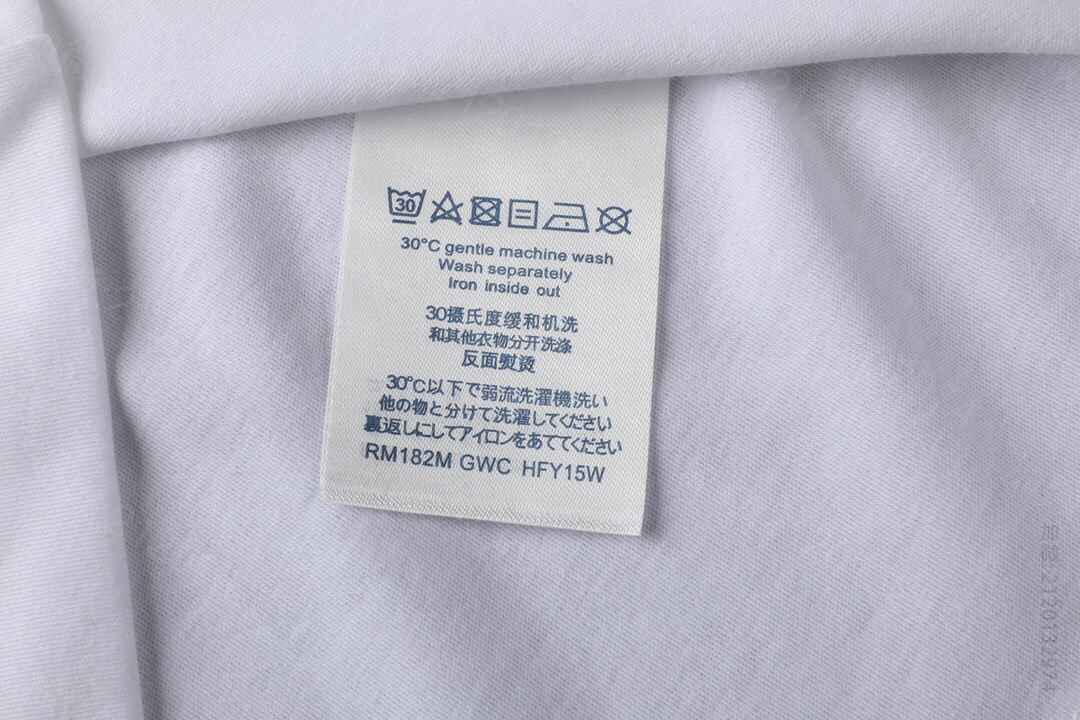 30
30°C gentle machine wash
Wash separately
Iron inside out
30摄氏度缓和机洗
和其他衣物分开洗涤
反面熨烫
30°C以下で弱流洗濯機洗い
他の物と分けて洗濯してください
裏返しにしてアイロンをあててください
RM182M GWC HFY15W